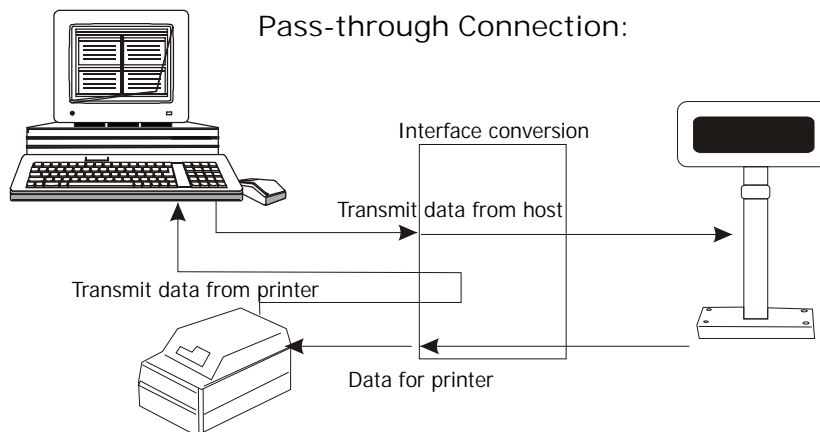 Pass-through Connection:
Interface conversion
Transmit data from host
Transmit data from printer
Data for printer